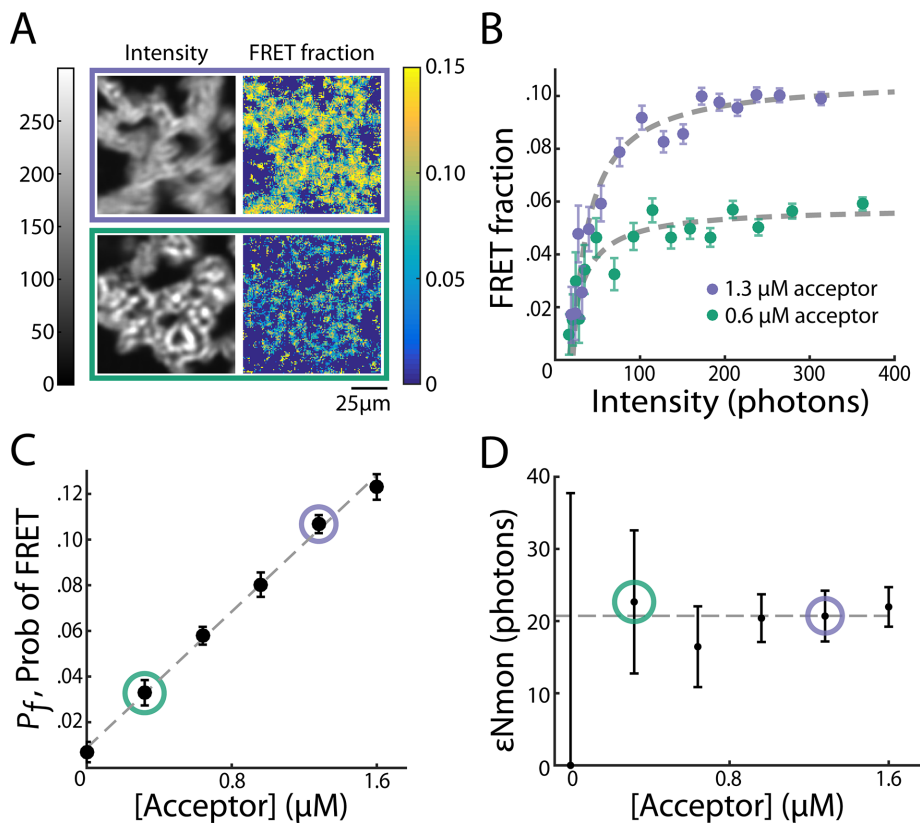 A
Intensity
FRET fraction
250
200
150
100
50
0
0.15
0.10
0.05
0
25μm
B
FRET fraction
.10
.08
.06
.04
.02
1.3 μM acceptor
0.6 μM acceptor
0
100
200
300
400
Intensity (photons)
C
Pf, Prob of FRET
.12
.10
.08
.06
.04
.02
0
0.8
1.6
[Acceptor] (μM)
D
εNmon (photons)
40
30
20
10
0
0
0.8
1.6
[Acceptor] (μM)